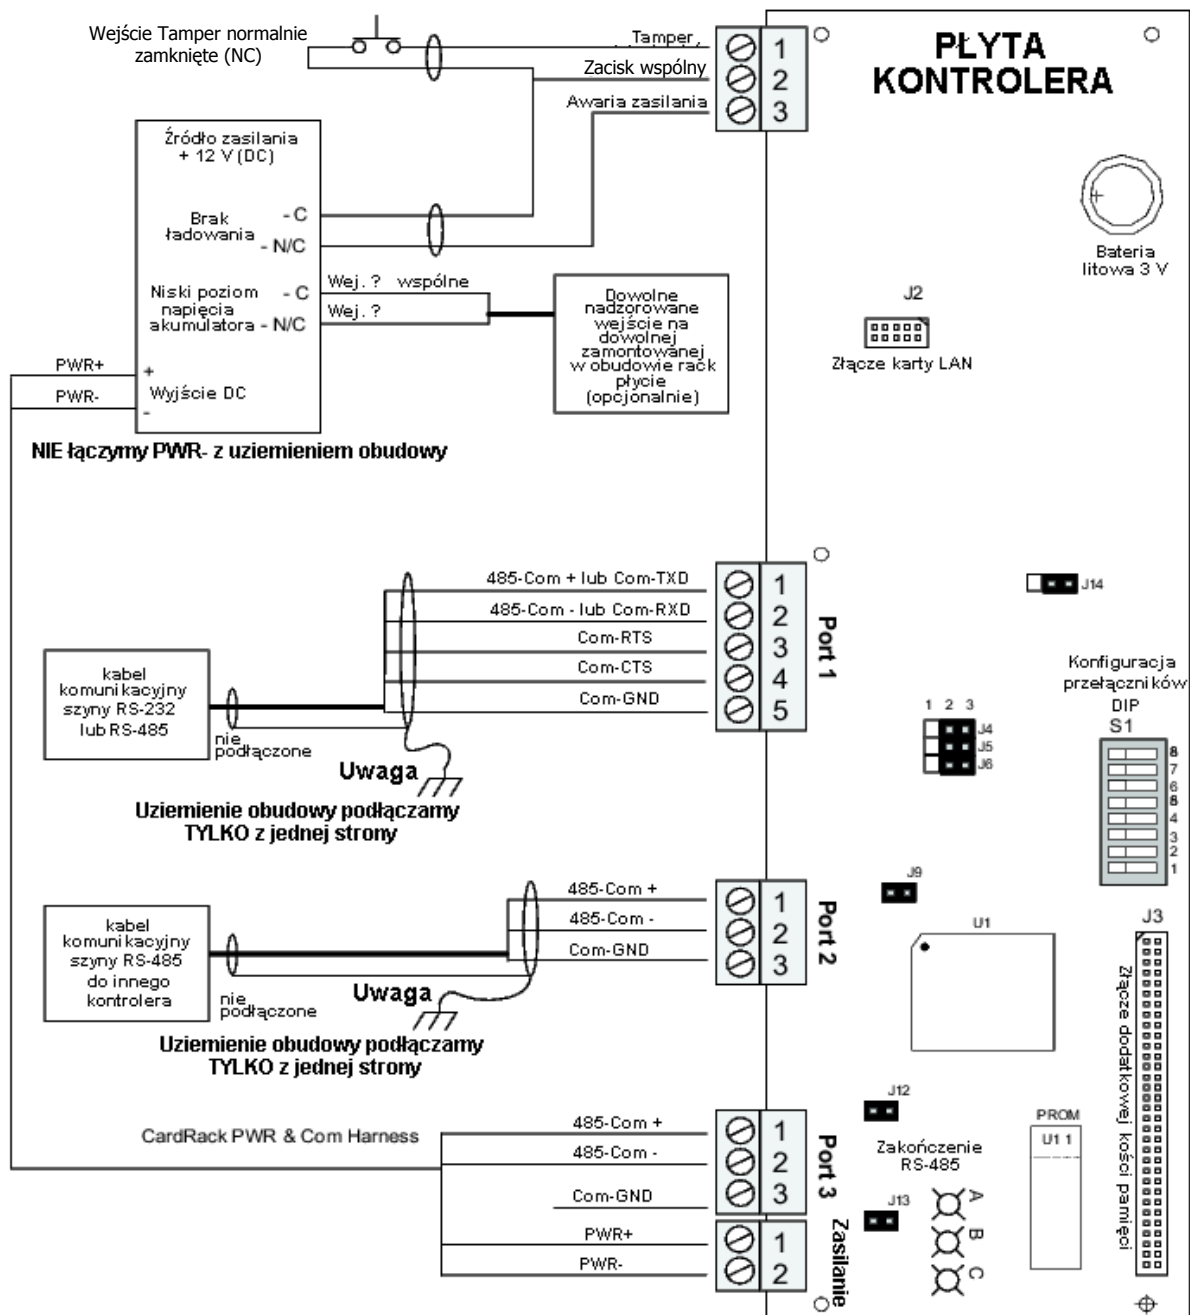 Wejście Tamper normalnie
zamknięte (NC)
Tamper
Zacisk wspólny
Awaria zasilania
1
2
3
PŁYTA
KONTROLERA
Źródło zasilania
+ 12 V (DC)
Brak
ładowania
- C
- N/C
Niski poziom
napięcia
akumulatora
- C
- N/C
Wej. ? wspólne
Wej. ?
Dowolne
nadzorowane
wejście na
dowolnej
zamontowanej
w obudowie rack
płycie
(opcjonalnie)
PWR+
PWR-
+
Wyjście DC
-
NIE łączymy PWR- z uziemieniem obudowy
+
Bateria
litowa 3 V
J2
Złącze karty LAN
485-Com + lub Com-TXD
485-Com - lub Com-RXD
Com-RTS
Com-CTS
Com-GND
1
2
3
4
5
Port 1
kabel
komunikacyjny
szyny RS-232
lub RS-485
nie
podłączone
Uwaga
Uziemienie obudowy podłączamy
TYLKO z jednej strony
J14
Konfiguracja
przełączników
DIP
S1
8
7
6
8
4
3
2
1
1 2 3
J4
J5
J6
J9
485-Com +
485-Com -
Com-GND
1
2
3
Port 2
kabel
komunikacyjny
szyny RS-485
do innego
kontrolera
nie
podłączone
Uwaga
Uziemienie obudowy podłączamy
TYLKO z jednej strony
U1
J3
Złącze dodatkowej kości pamięci
CardRack PWR & Com Harness
485-Com +
485-Com -
Com-GND
PWR+
PWR-
1
2
3
Port 3
1
2
Zasilanie
J12
Zakończenie
RS-485
J13
A
B
C
PROM
U1 1